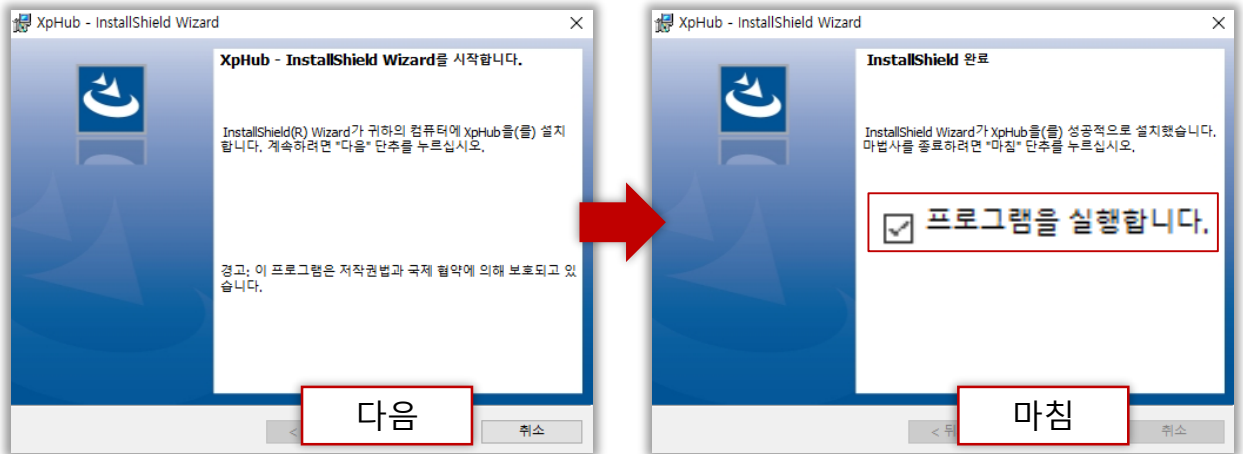 XpHub - InstallShield Wizard
XpHub - InstallShield Wizard를 시작합니다.
InstallShield(R) Wizard가 귀하의 컴퓨터에 XpHub을(를) 설치
합니다. 계속하려면 "다음" 단추를 누르십시오.
경고: 이 프로그램은 저작권법과 국제 협약에 의해 보호되고 있
습니다.
<
다음
취소
XpHub - InstallShield Wizard
InstallShield 완료
InstallShield Wizard가 XpHub을(를) 성공적으로 설치했습니다.
마법사를 종료하려면 "마침" 단추를 누르십시오.
프로그램을 실행합니다.
< 뒤
마침
취소